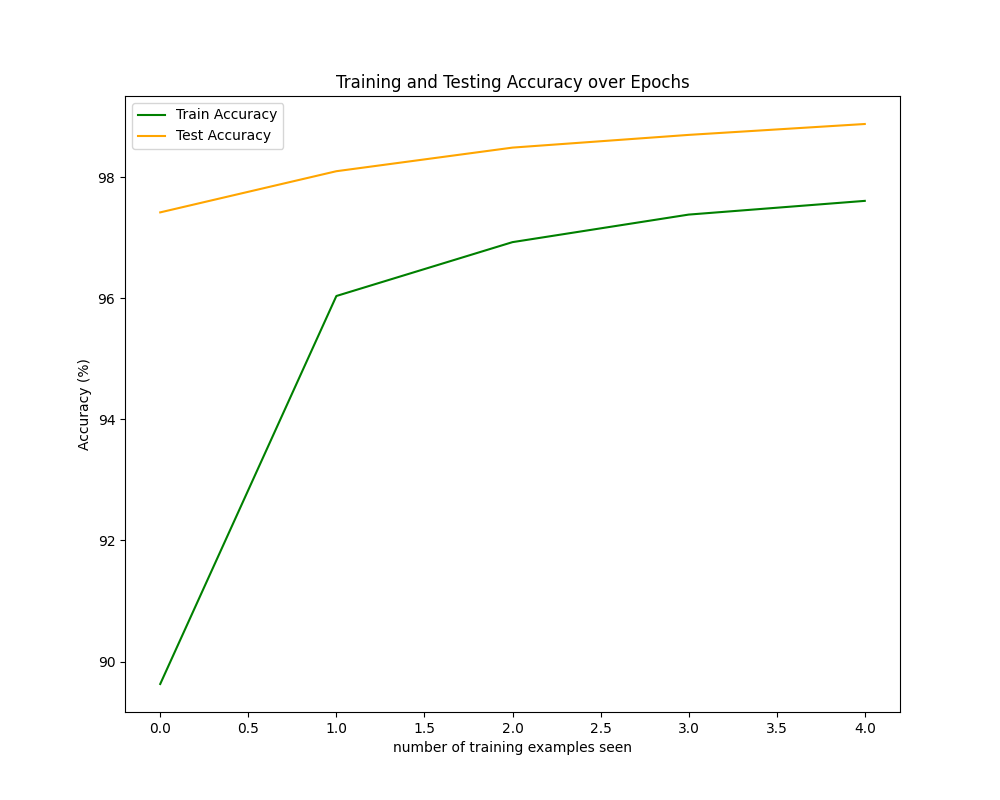 Training and Testing Accuracy over Epochs
Train Accuracy
Test Accuracy
98
96
94
92
90
Accuracy (%)
0.0 0.5 1.0 1.5 2.0 2.5 3.0 3.5 4.0
number of training examples seen